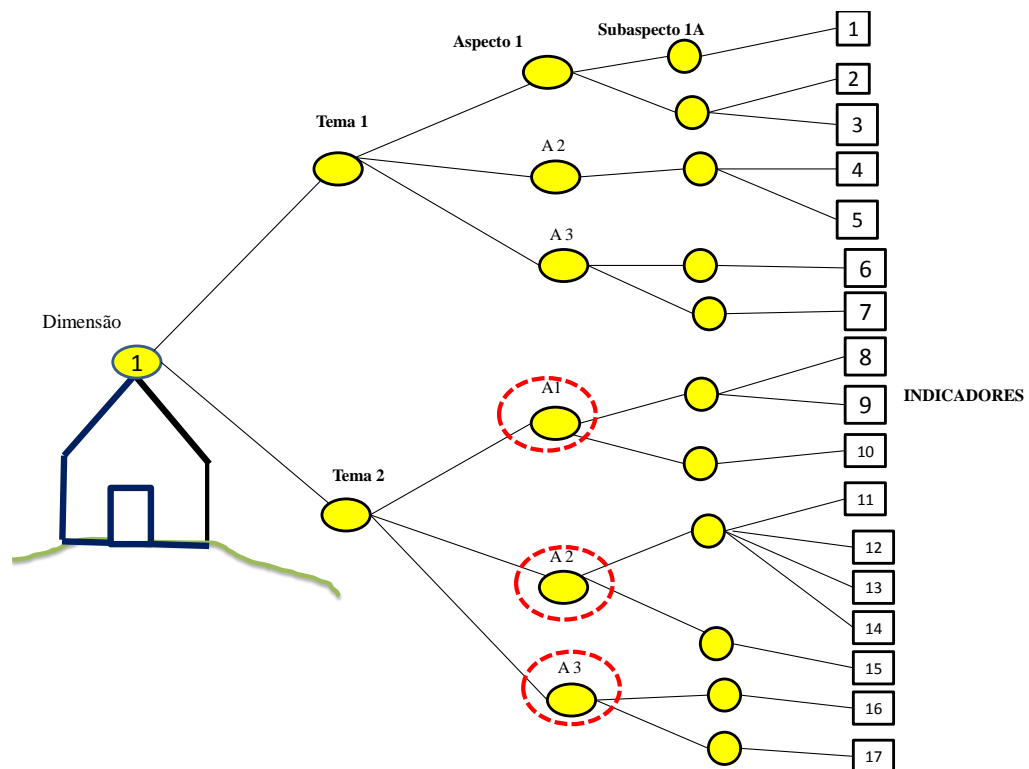 Aspecto 1
Subaspecto 1A
1
2
3
Tema 1
A 2
4
5
A 3
6
7
Dimensão
1
8
A1
9
INDICADORES
10
Tema 2
11
12
A 2
13
14
15
A 3
16
17